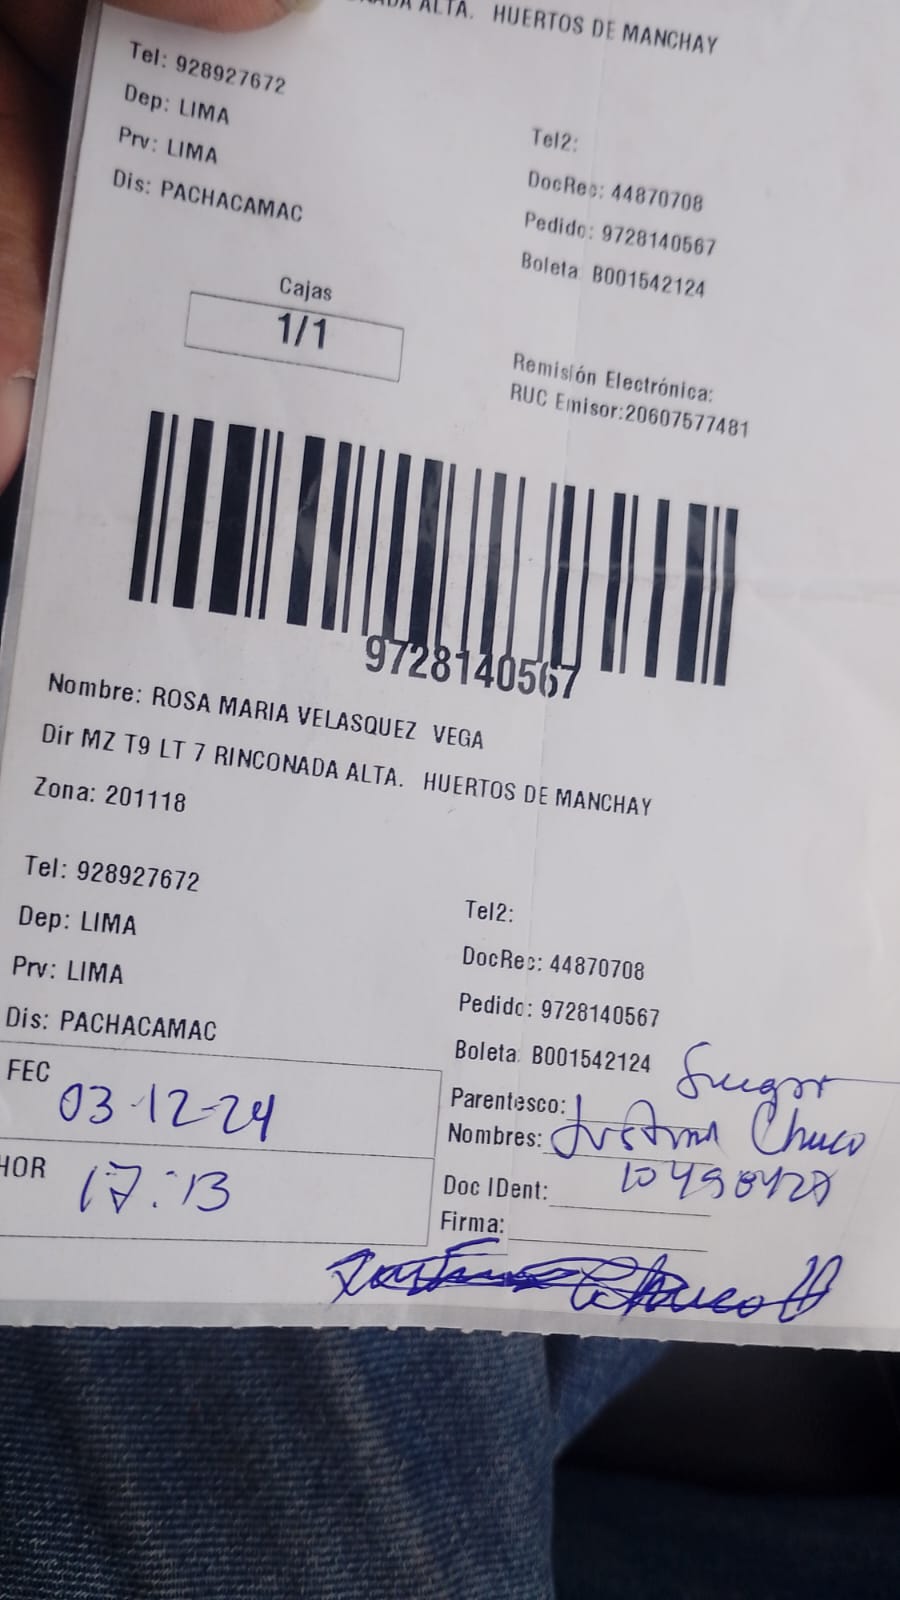 ALTA. HUERTOS DE MANCHAY
Tel: 928927672
Dep: LIMA
Prv: LIMA
Dis: PACHACAMAC
Tel2:
DocRec: 44870708
Pedido: 9728140567
Boleta B001542124
Cajas
1/1
Remisión Electrónica:
RUC Emisor:20607577481
9728140567
Nombre: ROSA MARIA VELASQUEZ VEGA
Dir MZ T9 LT 7 RINCONADA ALTA. HUERTOS DE MANCHAY
Zona: 201118
Tel: 928927672
Dep: LIMA
Prv: LIMA
Dis: PACHACAMAC
Tel2:
DocRec: 44870708
Pedido: 9728140567
Boleta B001542124
FEC 03-12-24
HOR 17:13
Parentesco:
Nombres: Justina Chuco
Doc IDent:
Firma: